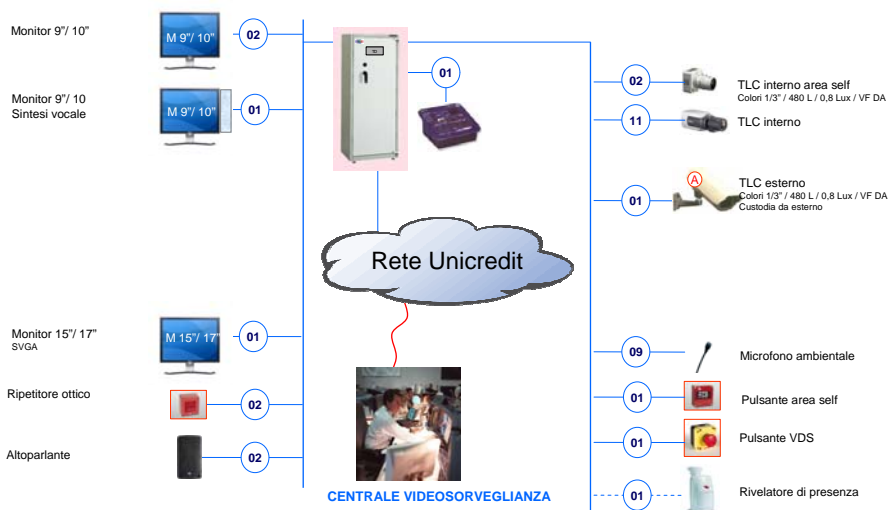 Monitor 9”/ 10”
M 9”/ 10”
02
Monitor 9”/ 10
Sintesi vocale
M 9”/ 10”
01
01
02
TLC interno area self
Colori 1/3” / 480 L / 0,8 Lux / VF DA
11
TLC interno
01
A
TLC esterno
Colori 1/3” / 480 L / 0,8 Lux / VF DA
Custodia da esterno
Rete Unicredit
Monitor 15”/ 17”
SVGA
M 15”/ 17”
01
Ripetitore ottico
02
Altoparlante
02
CENTRALE VIDEOSORVEGLIANZA
09
Microfono ambientale
01
Pulsante area self
01
Pulsante VDS
01
Rivelatore di presenza